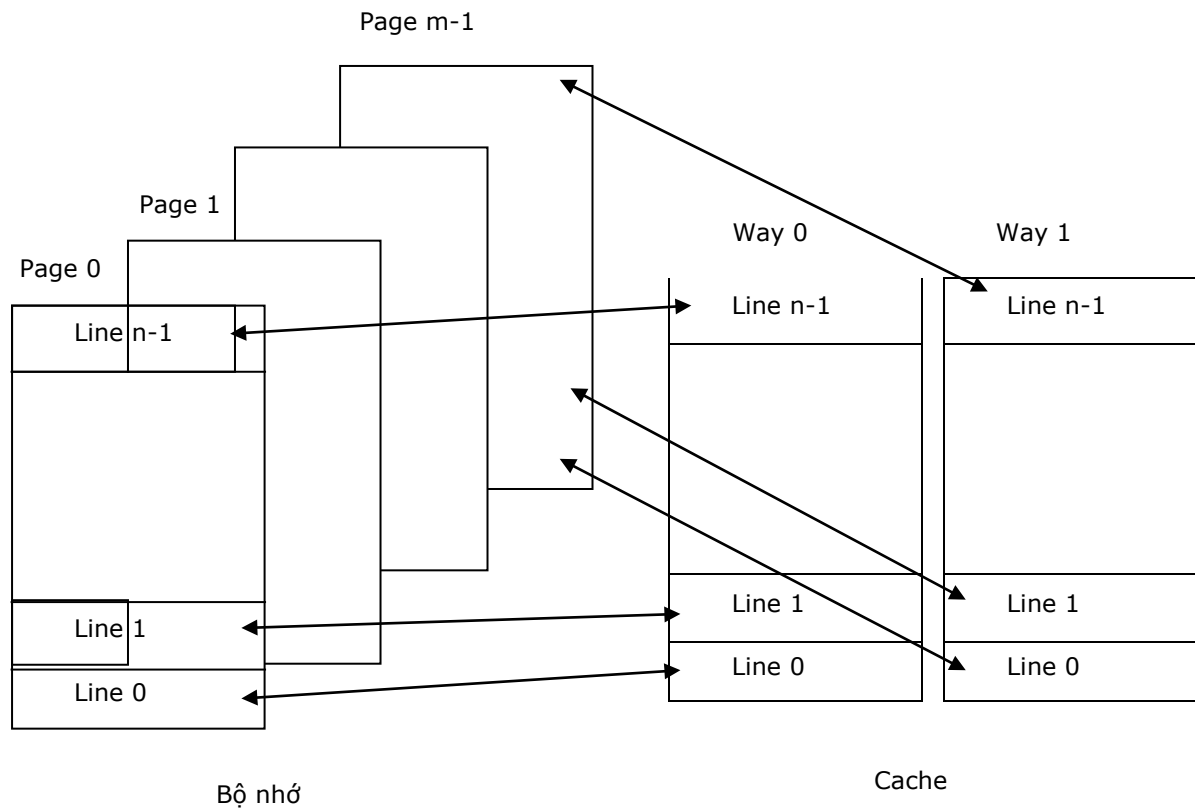 Page m-1
Page 1
Way 0
Way 1
Page 0
Line n-1
Line n-1
Line n-1
Line 1
Line 1
Line 1
Line 0
Line 0
Line 0
Bộ nhớ
Cache